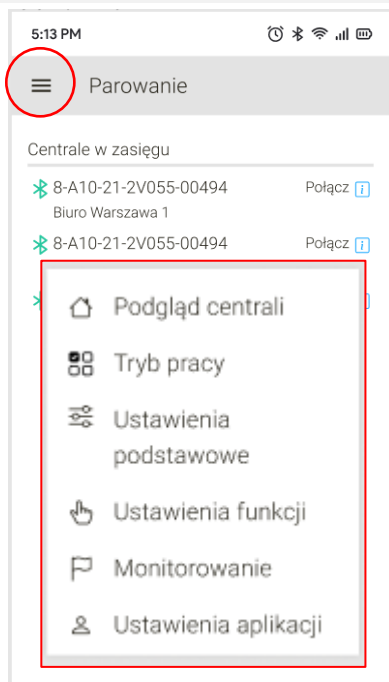 5:13 PM
Parowanie
Centrale w zasięgu
8-A10-21-2V055-00494 Połącz i
Biuro Warszawa 1
8-A10-21-2V055-00494 Połącz i
Podgląd centrali
Tryb pracy
Ustawienia
podstawowe
Ustawienia funkcji
Monitorowanie
Ustawienia aplikacji